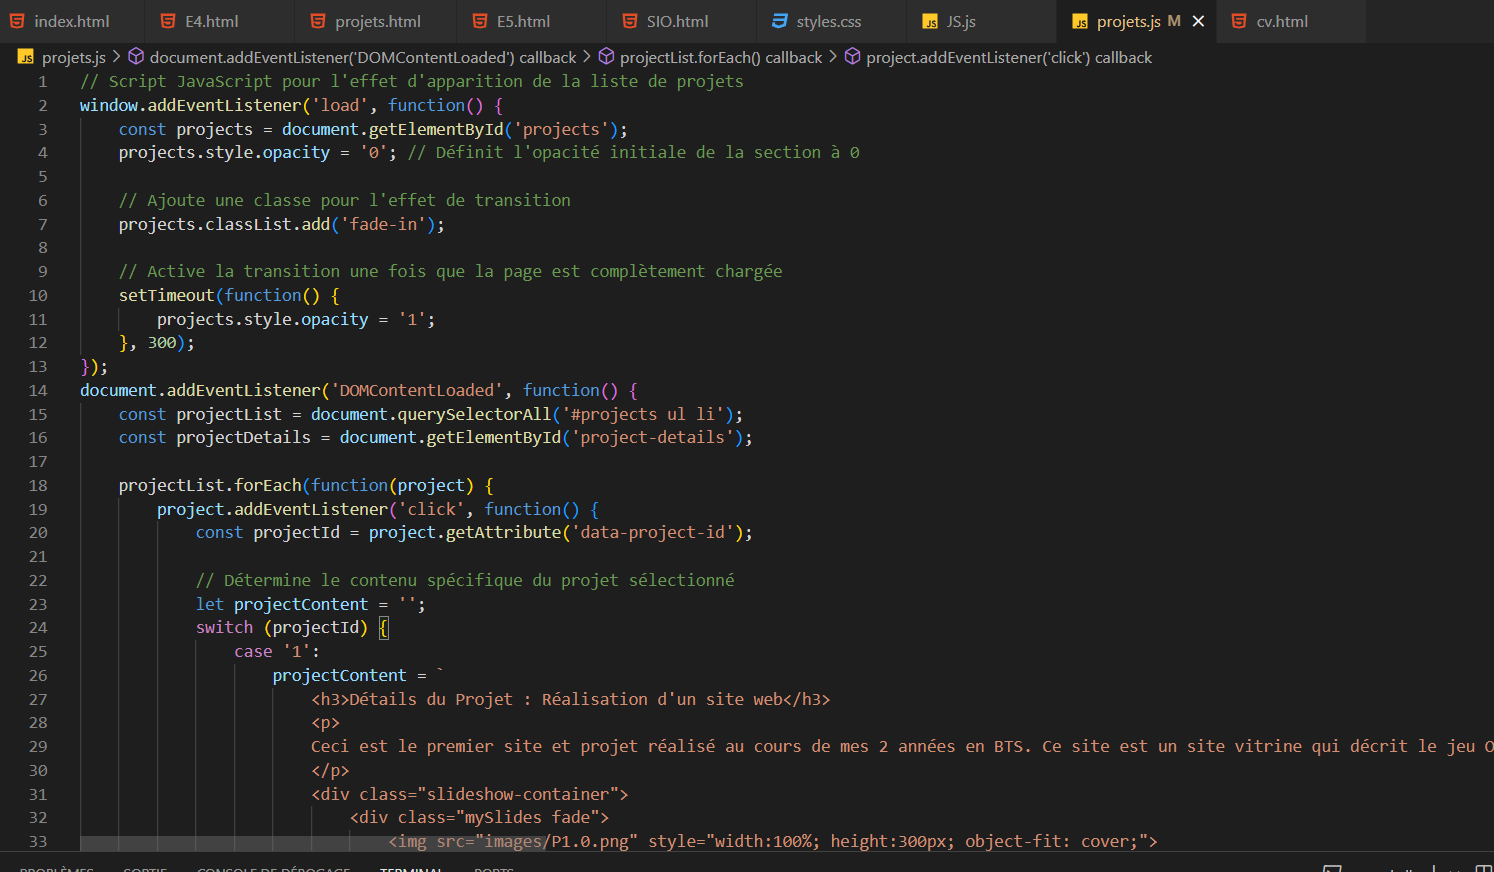 index.html E4.html projets.html E5.html SIO.html styles.css JS JS.js JS projets.js M × cv.html
JS projets.js > document.addEventListener('DOMContentLoaded') callback > projectList.forEach() callback > project.addEventListener('click') callback
1 // Script JavaScript pour l'effet d'apparition de la liste de projets
2 window.addEventListener('load', function() {
3 const projects = document.getElementById('projects');
4 projects.style.opacity = '0'; // Définit l'opacité initiale de la section à 0
5
6 // Ajoute une classe pour l'effet de transition
7 projects.classList.add('fade-in');
8
9 // Active la transition une fois que la page est complètement chargée
10 setTimeout(function() {
11 projects.style.opacity = '1';
12 }, 300);
13 });
14 document.addEventListener('DOMContentLoaded', function() {
15 const projectList = document.querySelectorAll('#projects ul li');
16 const projectDetails = document.getElementById('project-details');
17
18 projectList.forEach(function(project) {
19 project.addEventListener('click', function() {
20 const projectId = project.getAttribute('data-project-id');
21
22 // Détermine le contenu spécifique du projet sélectionné
23 let projectContent = '';
24 switch (projectId) {
25 case '1':
26 projectContent = `
27 <h3>Détails du Projet : Réalisation d'un site web</h3>
28 <p>
29 Ceci est le premier site et projet réalisé au cours de mes 2 années en BTS. Ce site est un site vitrine qui décrit le jeu O
30 </p>
31 <div class="slideshow-container">
32 <div class="mySlides fade">
33 <img src="images/P1.0.png" style="width:100%; height:300px; object-fit: cover;">
PROBLÈMES SORTIE CONSOLE DE DÉBOGAGE TERMINAL PORTS